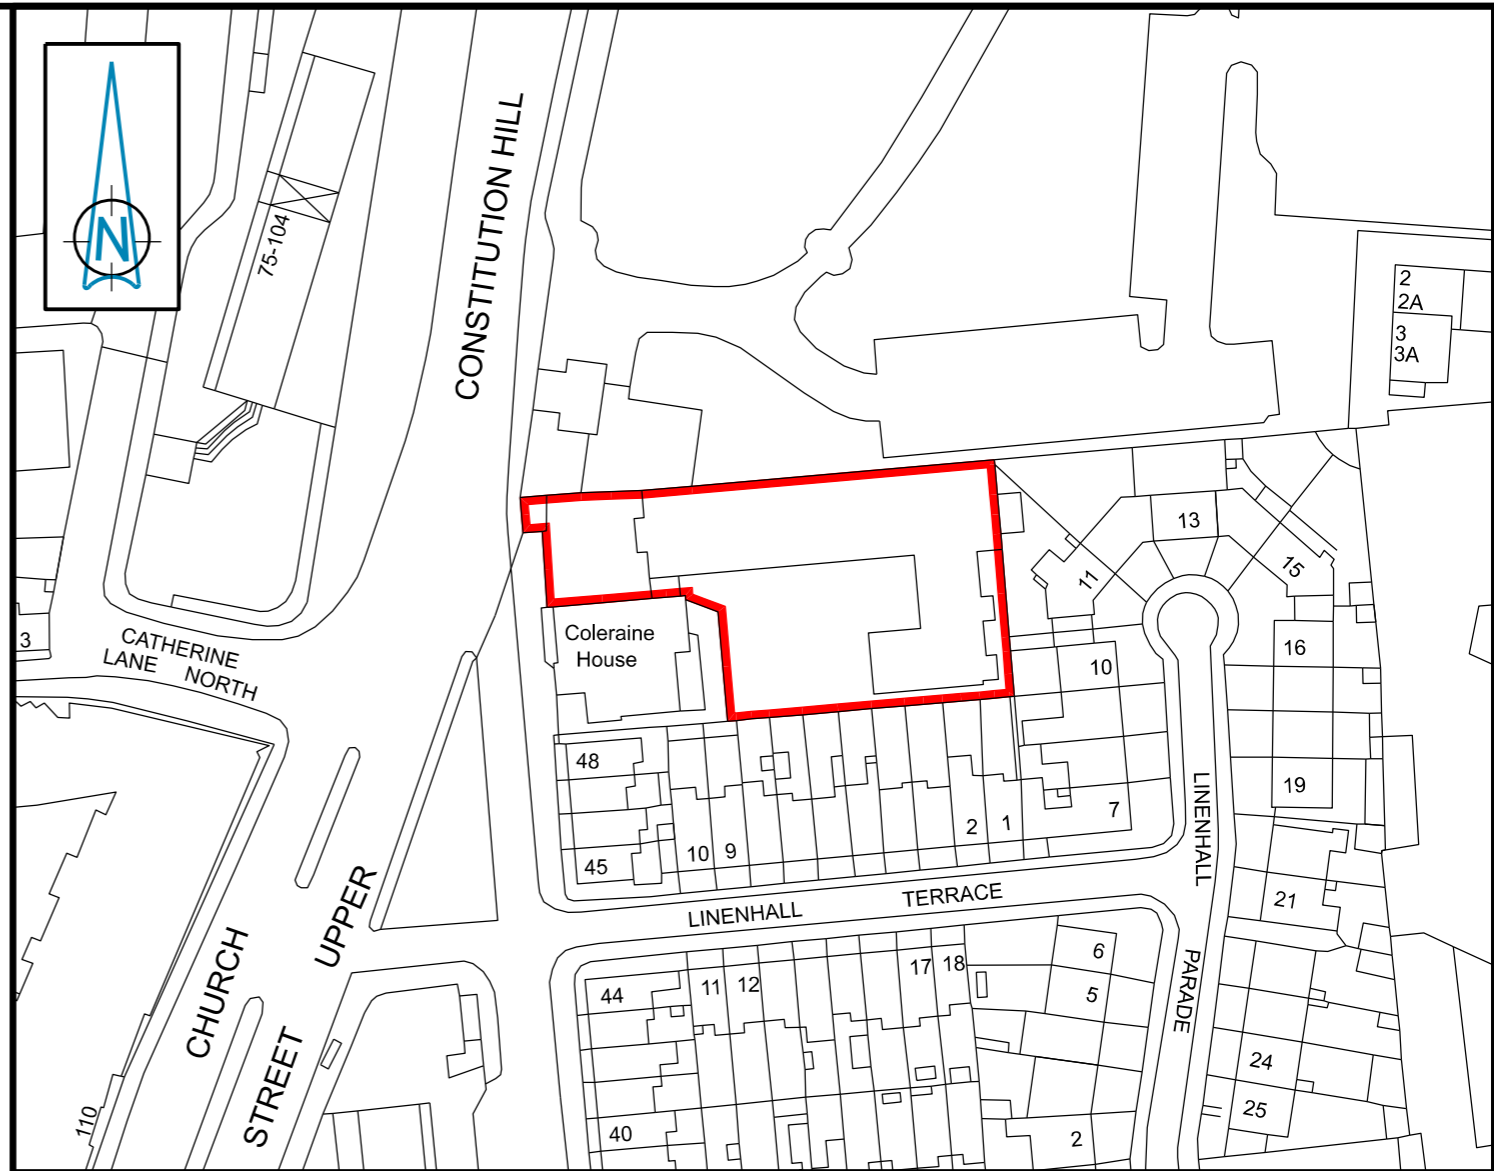 N
75-104
CONSTITUTION HILL
2
2A
3
3A
13
11
15
3
CATHERINE
LANE NORTH
Coleraine
House
10
16
48
19
LINENHALL
PARADE
45
10
9
2
1
7
LINENHALL TERRACE
21
UPPER
CHURCH
STREET
44
11
12
17
18
6
5
24
25
110
40
2